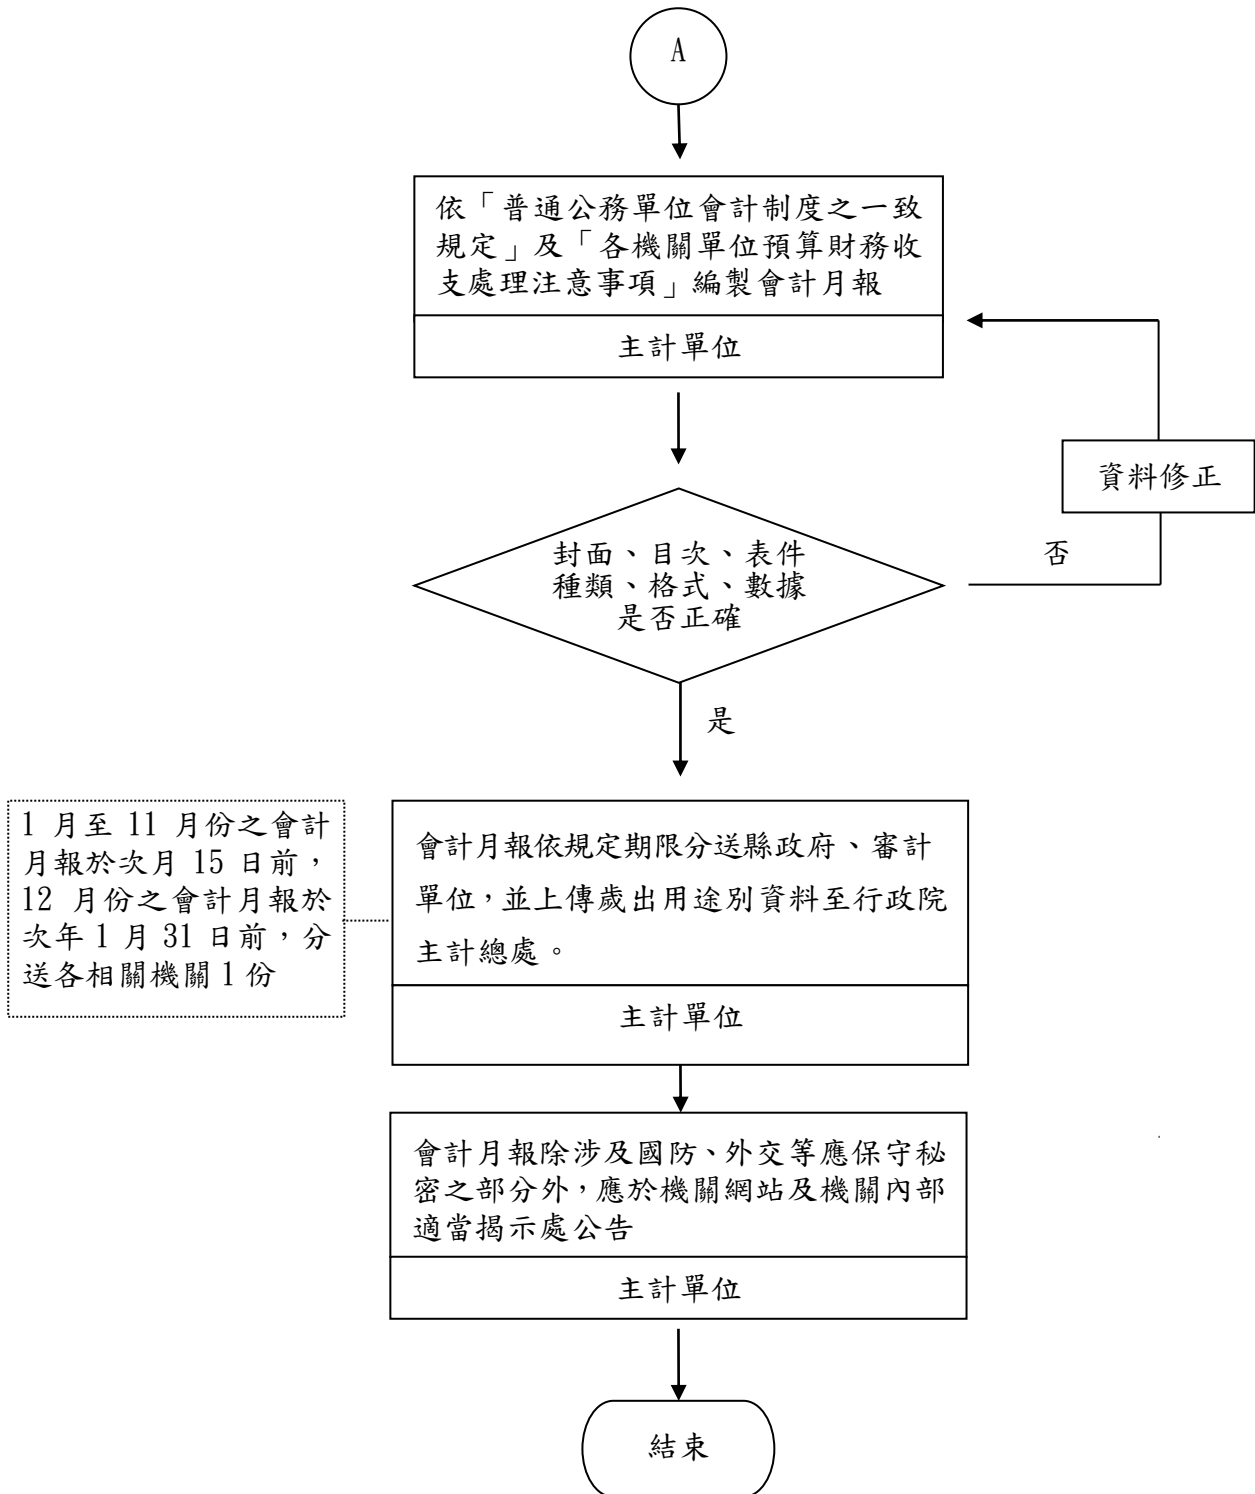 A
依「普通公務單位會計制度之一致
規定」及「各機關單位預算財務收
支處理注意事項」編製會計月報
主計單位
資料修正
封面、目次、表件
種類、格式、數據
是否正確
否
是
1 月至 11 月份之會計
月報於次月 15 日前，
12 月份之會計月報於
次年 1 月 31 日前，分
送各相關機關 1 份
會計月報依規定期限分送縣政府、審計
單位，並上傳歲出用途別資料至行政院
主計總處。
主計單位
會計月報除涉及國防、外交等應保守秘
密之部分外，應於機關網站及機關內部
適當揭示處公告
主計單位
結束